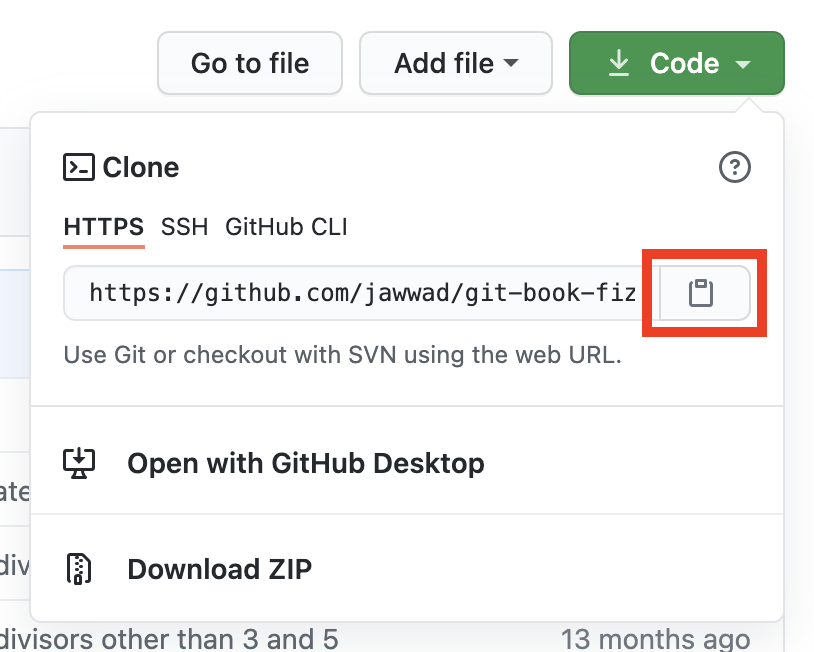 Go to file Add file Code
Clone
HTTPS SSH GitHub CLI
https://github.com/jawwad/git-book-fiz
Use Git or checkout with SVN using the web URL.
Open with GitHub Desktop
ate
Download ZIP
div
divisors other than 3 and 5 13 months ago